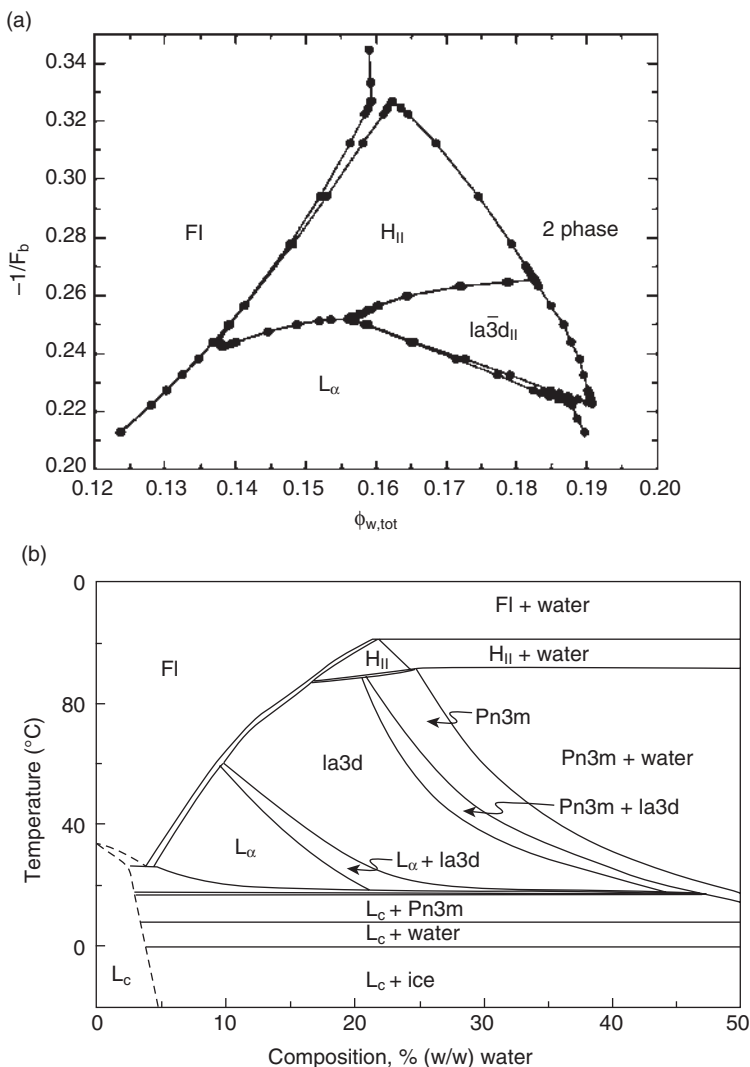 (a)
0.34
0.32
0.30
0.28
0.26
0.24
0.22
0.20
–1/F_b
Fl
H_II
2 phase
Ia3̄d_II
L_α
0.12
0.13
0.14
0.15
0.16
0.17
0.18
0.19
0.20
ϕ_w,tot
(b)
0
80
40
0
Temperature (°C)
Fl + water
Fl
H_II
H_II + water
Pn3m
Ia3d
Pn3m + water
Pn3m + Ia3d
L_α
L_α + Ia3d
L_c + Pn3m
L_c + water
L_c
L_c + ice
0
10
20
30
40
50
Composition, % (w/w) water